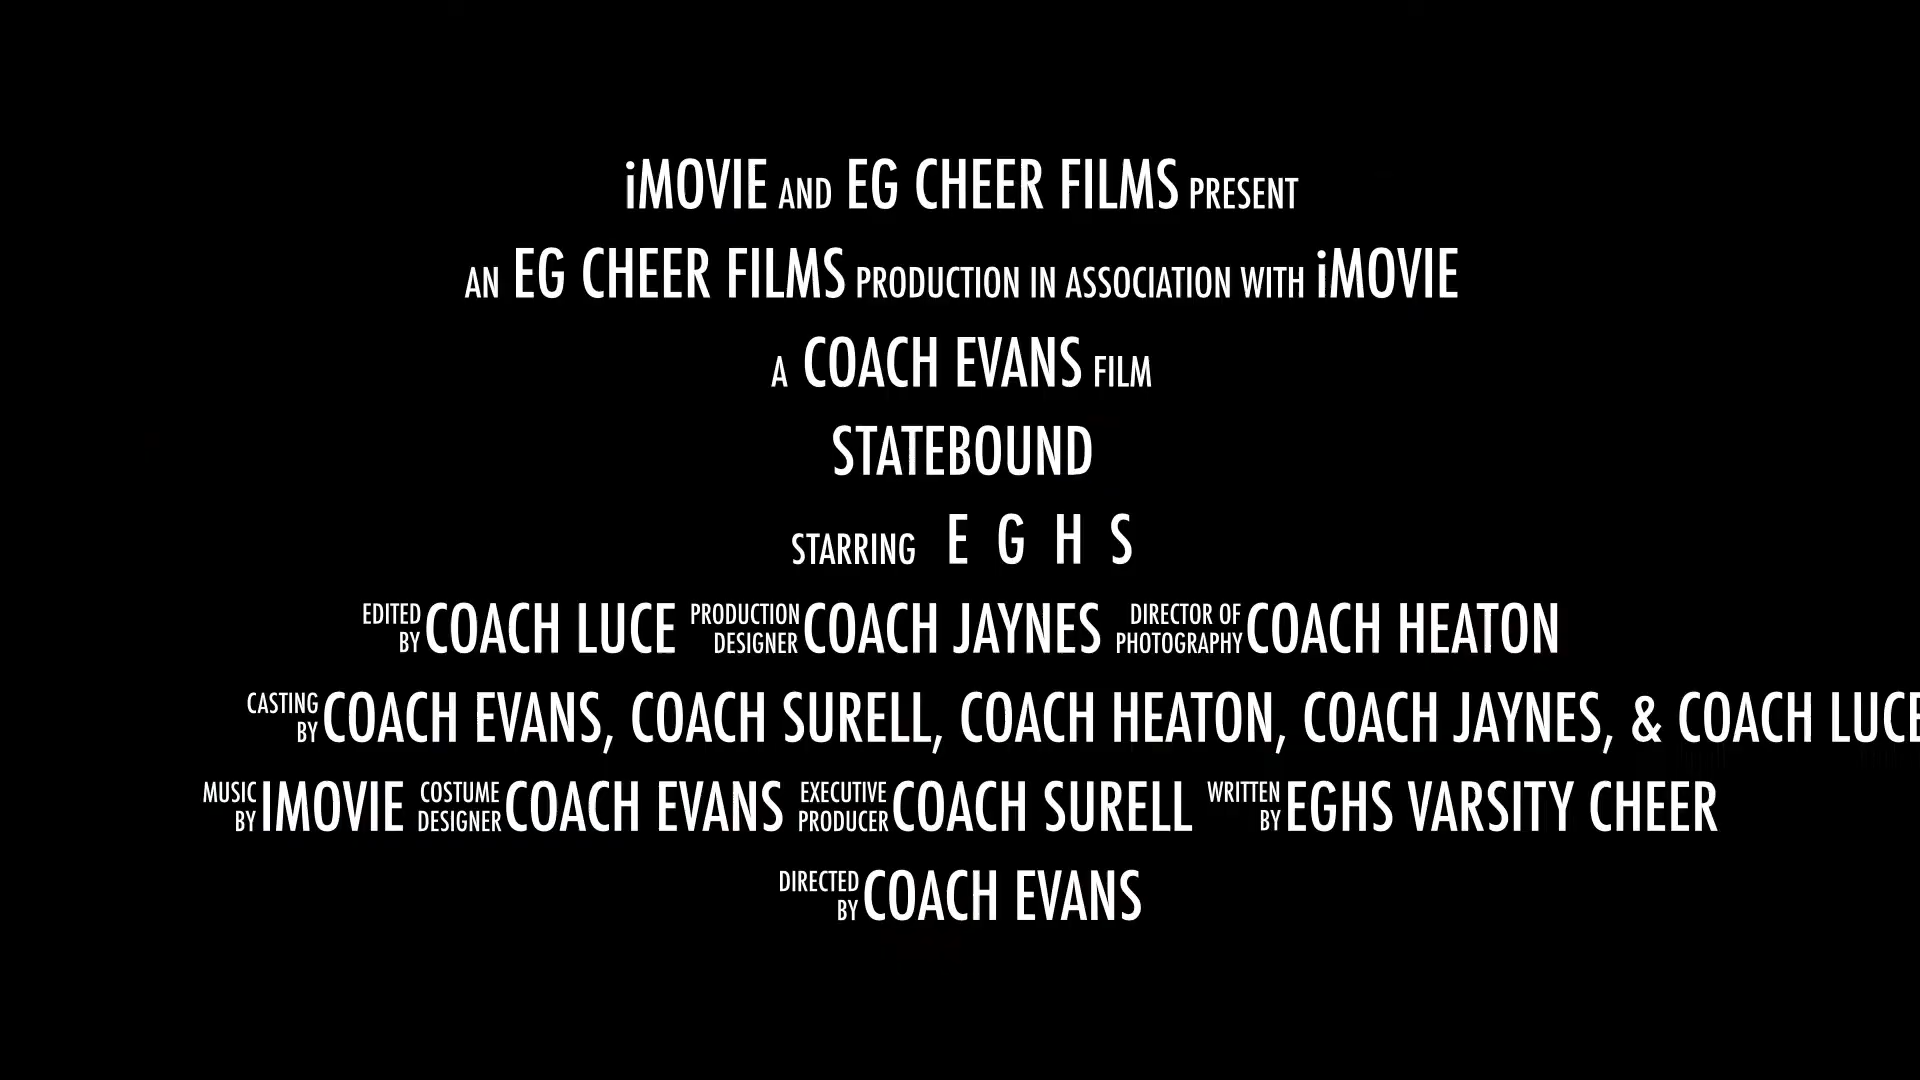 iMOVIE AND EG CHEER FILMS PRESENT
AN EG CHEER FILMS PRODUCTION IN ASSOCIATION WITH iMOVIE
A COACH EVANS FILM
STATEBOUND
STARRING E G H S
EDITED BY COACH LUCE PRODUCTION DESIGNER COACH JAYNES DIRECTOR OF PHOTOGRAPHY COACH HEATON
CASTING BY COACH EVANS, COACH SURELL, COACH HEATON, COACH JAYNES, & COACH LUCE
MUSIC BY IMOVIE COSTUME DESIGNER COACH EVANS EXECUTIVE PRODUCER COACH SURELL WRITTEN BY EGHS VARSITY CHEER
DIRECTED BY COACH EVANS